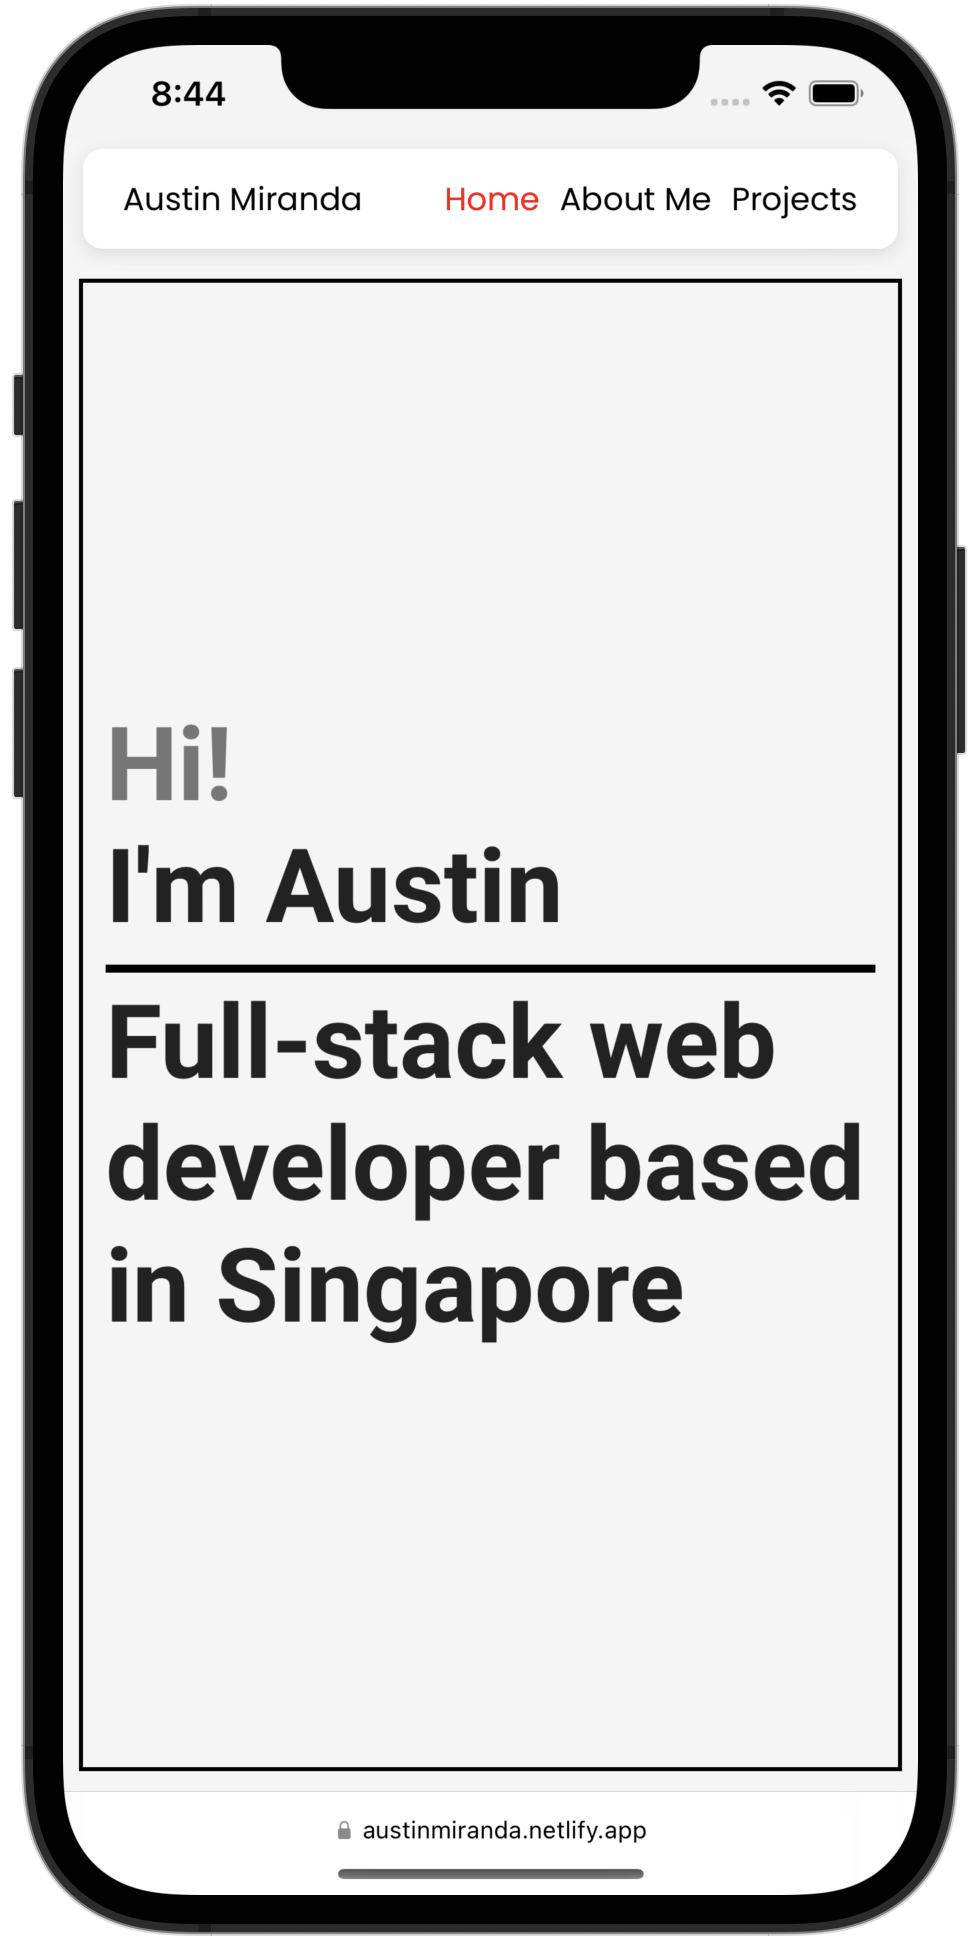 8:44
Austin Miranda Home About Me Projects
Hi!
I'm Austin
Full-stack web
developer based
in Singapore
austinmiranda.netlify.app